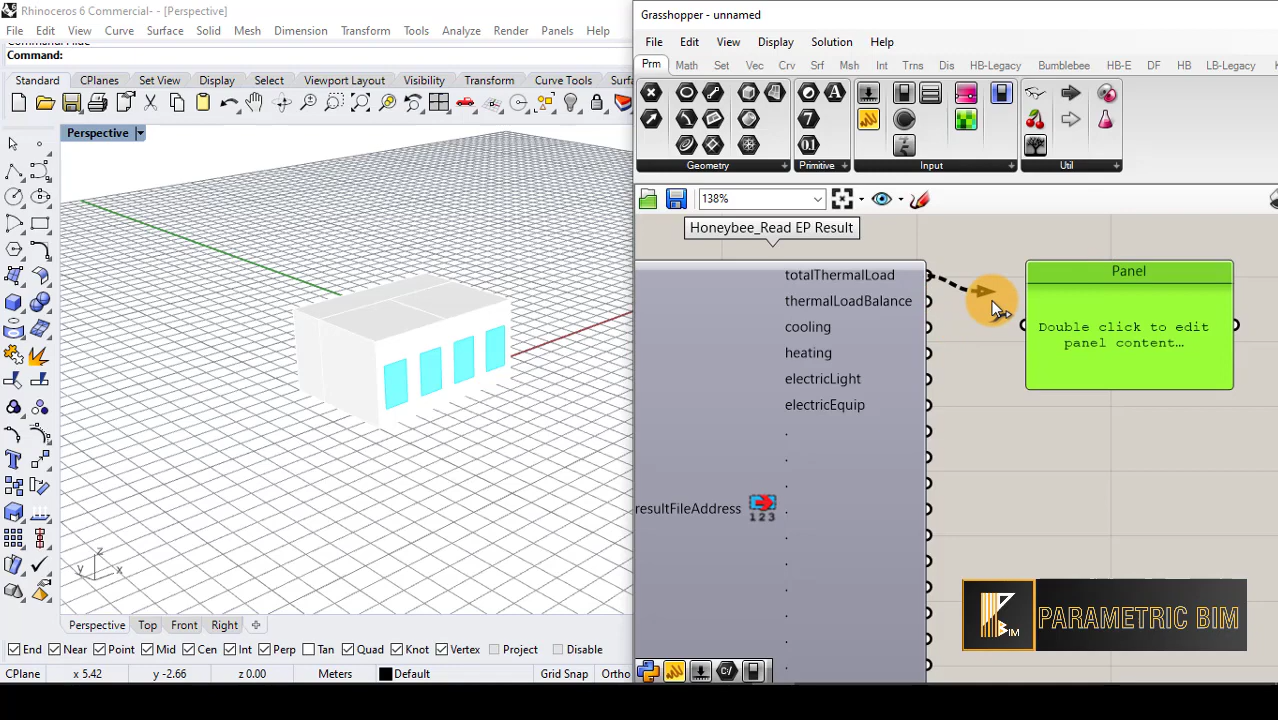 Rhinoceros 6 Commercial- - [Perspective]
File Edit View Curve Surface Solid Mesh Dimension Transform Tools Analyze Render Panels Help
Command:
Standard CPlanes Set View Display Select Viewport Layout Visibility Transform Curve Tools Surfa
Perspective
z
y
x
Perspective Top Front Right
End Near Point Mid Cen Int Perp Tan Quad Knot Vertex Project Disable
CPlane x 5.42 y -2.66 z 0.00 Meters Default Grid Snap Ortho
Grasshopper - unnamed
File Edit View Display Solution Help
Prm Math Set Vec Crv Srf Msh Int Trns Dis HB-Legacy Bumblebee HB-E DF HB LB-Legacy
Geometry Primitive Input Util
138%
Honeybee_Read EP Result
totalThermalLoad
thermalLoadBalance
cooling
heating
electricLight
electricEquip
.
.
.
resultFileAddress
1 2 3
.
.
.
.
.
.
.
Panel
Double click to edit
panel content…
BIM
PARAMETRIC BIM